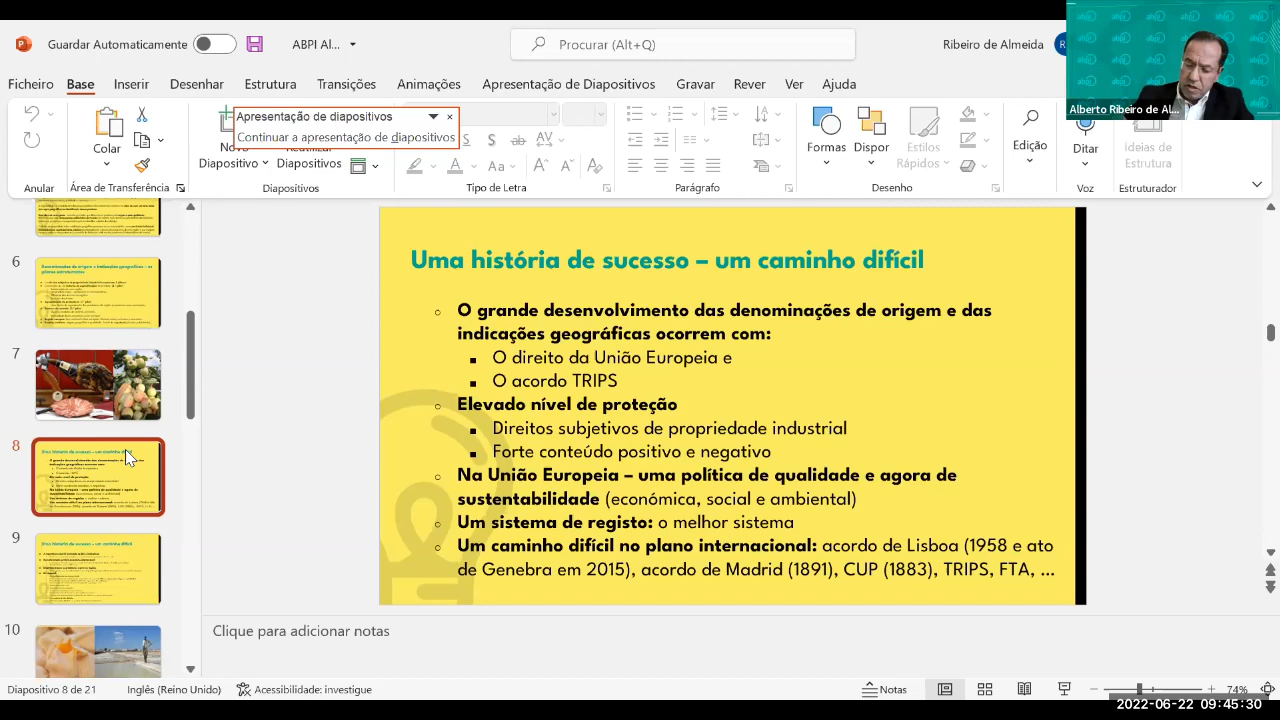 Guardar Automaticamente
ABPI Al...
Procurar (Alt+Q)
Ribeiro de Almeida
Alberto Ribeiro de Al...
Ficheiro Base Inserir Desenhar Estrutura Transições Animações Apresentação de Diapositivos Gravar Rever Ver Ajuda
Apresentação de diapositivos
Continuar a apresentação de diapositivos
Colar
Diapositivo
Diapositivos
Formas
Dispor
Estilos
Rápidos
Edição
Ditar
Ideias de
Estrutura
Anular
Área de Transferência
Diapositivos
Tipo de Letra
Parágrafo
Desenho
Voz
Estruturador
6
7
8
9
10
Uma história de sucesso – um caminho difícil
O grande desenvolvimento das denominações de origem e das
indicações geográficas ocorrem com:
O direito da União Europeia e
O acordo TRIPS
Elevado nível de proteção
Direitos subjetivos de propriedade industrial
Forte conteúdo positivo e negativo
Na União Europeia – uma política de qualidade e agora de
sustentabilidade (económica, social e ambiental)
Um sistema de registo: o melhor sistema
Um caminho difícil no plano internacional: acordo de Lisboa (1958 e ato
de Genebra em 2015), acordo de Madrid (1891), CUP (1883), TRIPS, FTA, ...
Clique para adicionar notas
Diapositivo 8 de 21
Inglês (Reino Unido)
Acessibilidade: investigue
Notas
74%
2022-06-22 09:45:30